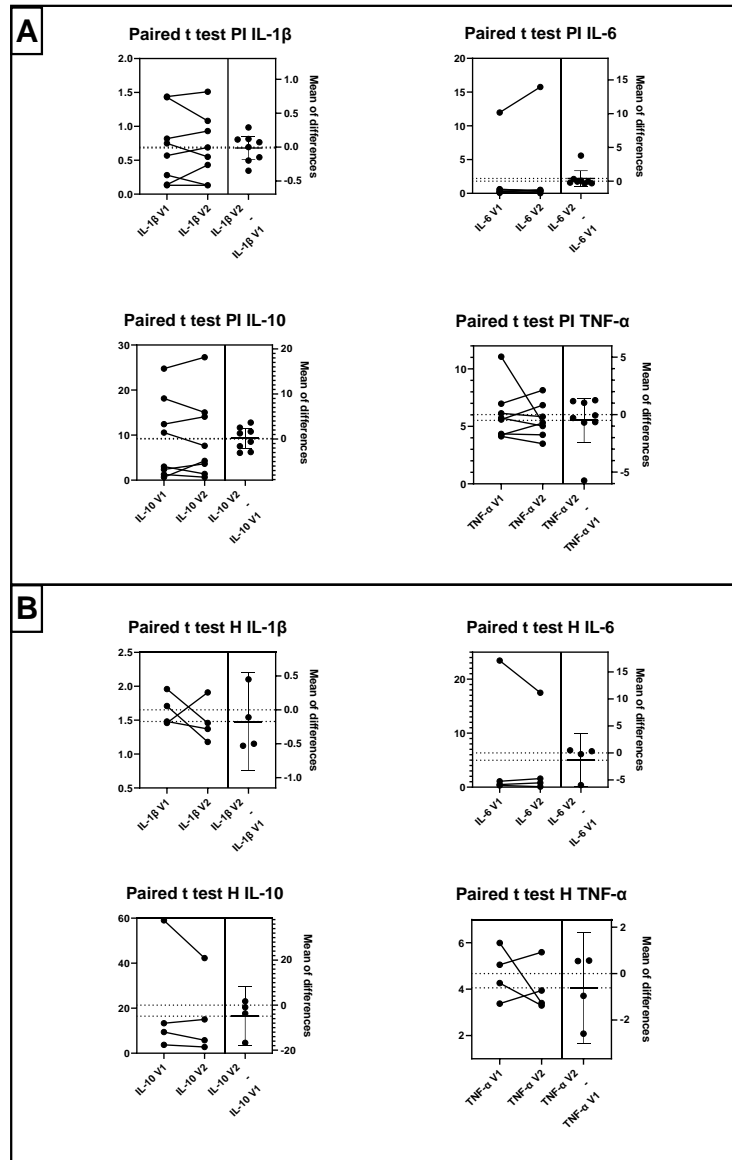 A
Paired t test PI IL-1β
2.0
1.5
1.0
0.5
0.0
1.0
0.5
0.0
-0.5
Mean of differences
IL-1β V1
IL-1β V2
IL-1β V2
-
IL-1β V1
Paired t test PI IL-6
20
15
10
5
0
15
10
5
0
Mean of differences
IL-6 V1
IL-6 V2
IL-6 V2
-
IL-6 V1
Paired t test PI IL-10
30
20
10
0
20
10
0
Mean of differences
IL-10 V1
IL-10 V2
IL-10 V2
-
IL-10 V1
Paired t test PI TNF-α
10
5
0
5
0
-5
Mean of differences
TNF-α V1
TNF-α V2
TNF-α V2
-
TNF-α V1
B
Paired t test H IL-1β
2.5
2.0
1.5
1.0
0.5
0.5
0.0
-0.5
-1.0
Mean of differences
IL-1β V1
IL-1β V2
IL-1β V2
-
IL-1β V1
Paired t test H IL-6
20
10
0
15
10
5
0
-5
Mean of differences
IL-6 V1
IL-6 V2
IL-6 V2
-
IL-6 V1
Paired t test H IL-10
60
40
20
0
20
0
-20
Mean of differences
IL-10 V1
IL-10 V2
IL-10 V2
-
IL-10 V1
Paired t test H TNF-α
6
4
2
2
0
-2
Mean of differences
TNF-α V1
TNF-α V2
TNF-α V2
-
TNF-α V1